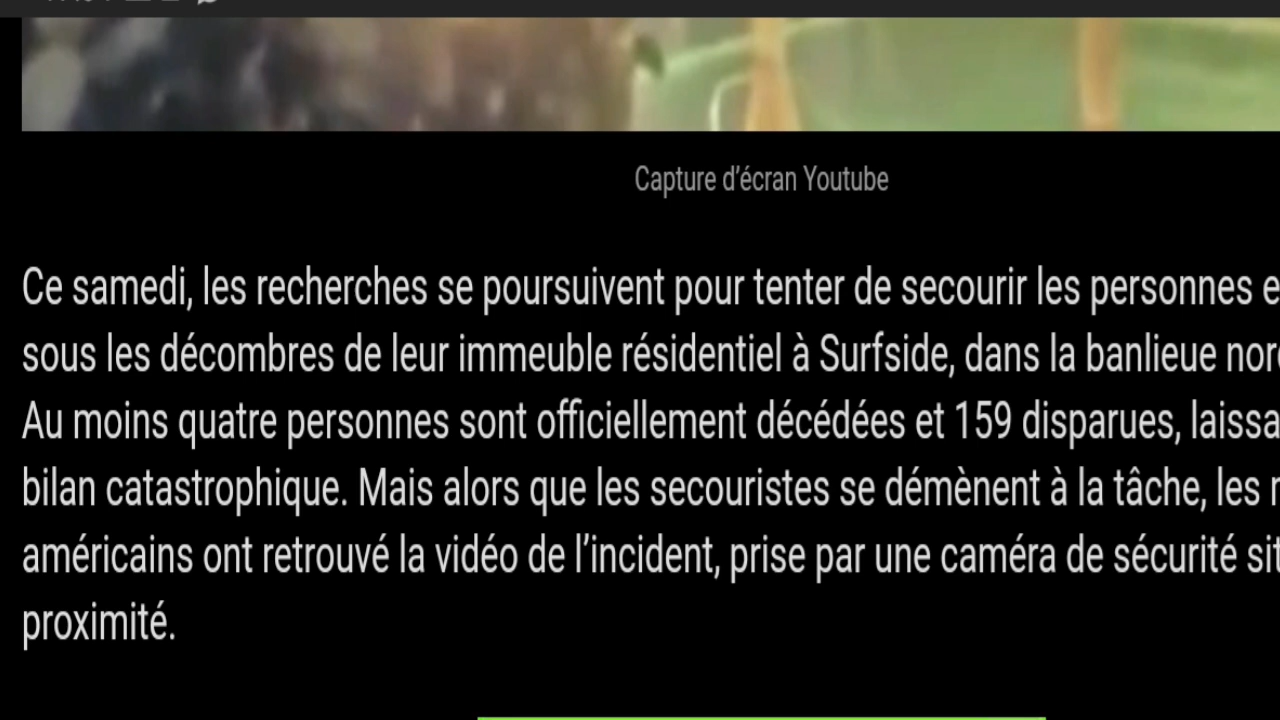 Capture d’écran Youtube
Ce samedi, les recherches se poursuivent pour tenter de secourir les personnes
sous les décombres de leur immeuble résidentiel à Surfside, dans la banlieue
Au moins quatre personnes sont officiellement décédées et 159 disparues,
bilan catastrophique. Mais alors que les secouristes se démènent à la tâche, les
américains ont retrouvé la vidéo de l’incident, prise par une caméra de sécurité
proximité.